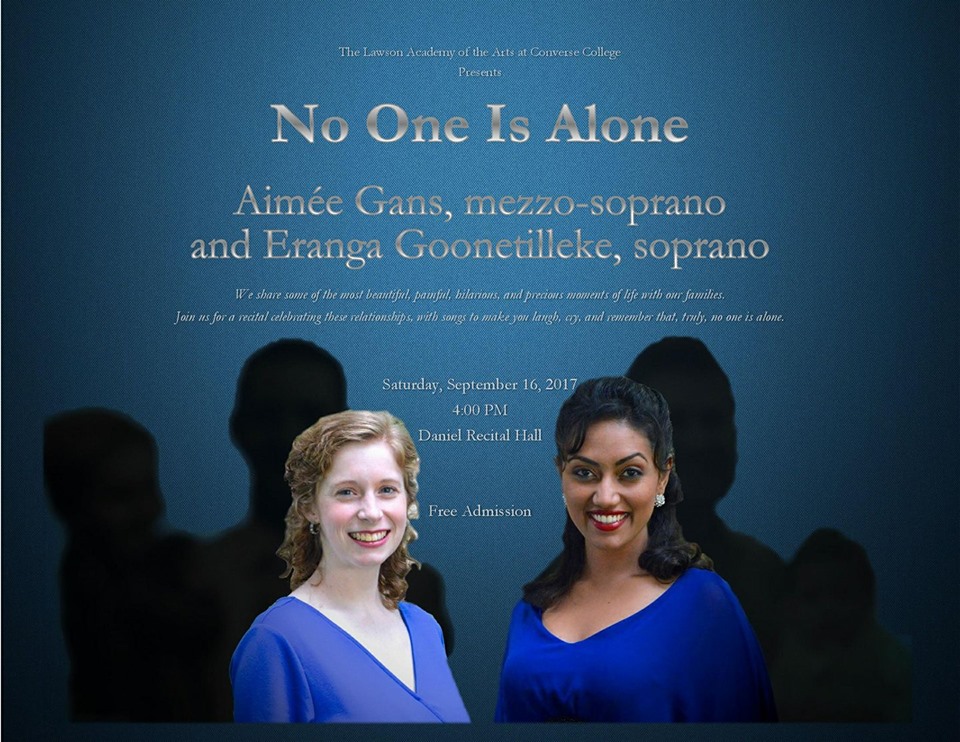 The Lawson Academy of the Arts at Converse College
Presents
No One Is Alone
Aimée Gans, mezzo-soprano
and Eranga Goonetilleke, soprano
We share some of the most beautiful, painful, hilarious, and precious moments of life with our families.
Join us for a recital celebrating these relationships, with songs to make you laugh, cry, and remember that, truly, no one is alone.
Saturday, September 16, 2017
4:00 PM
Daniel Recital Hall
Free Admission